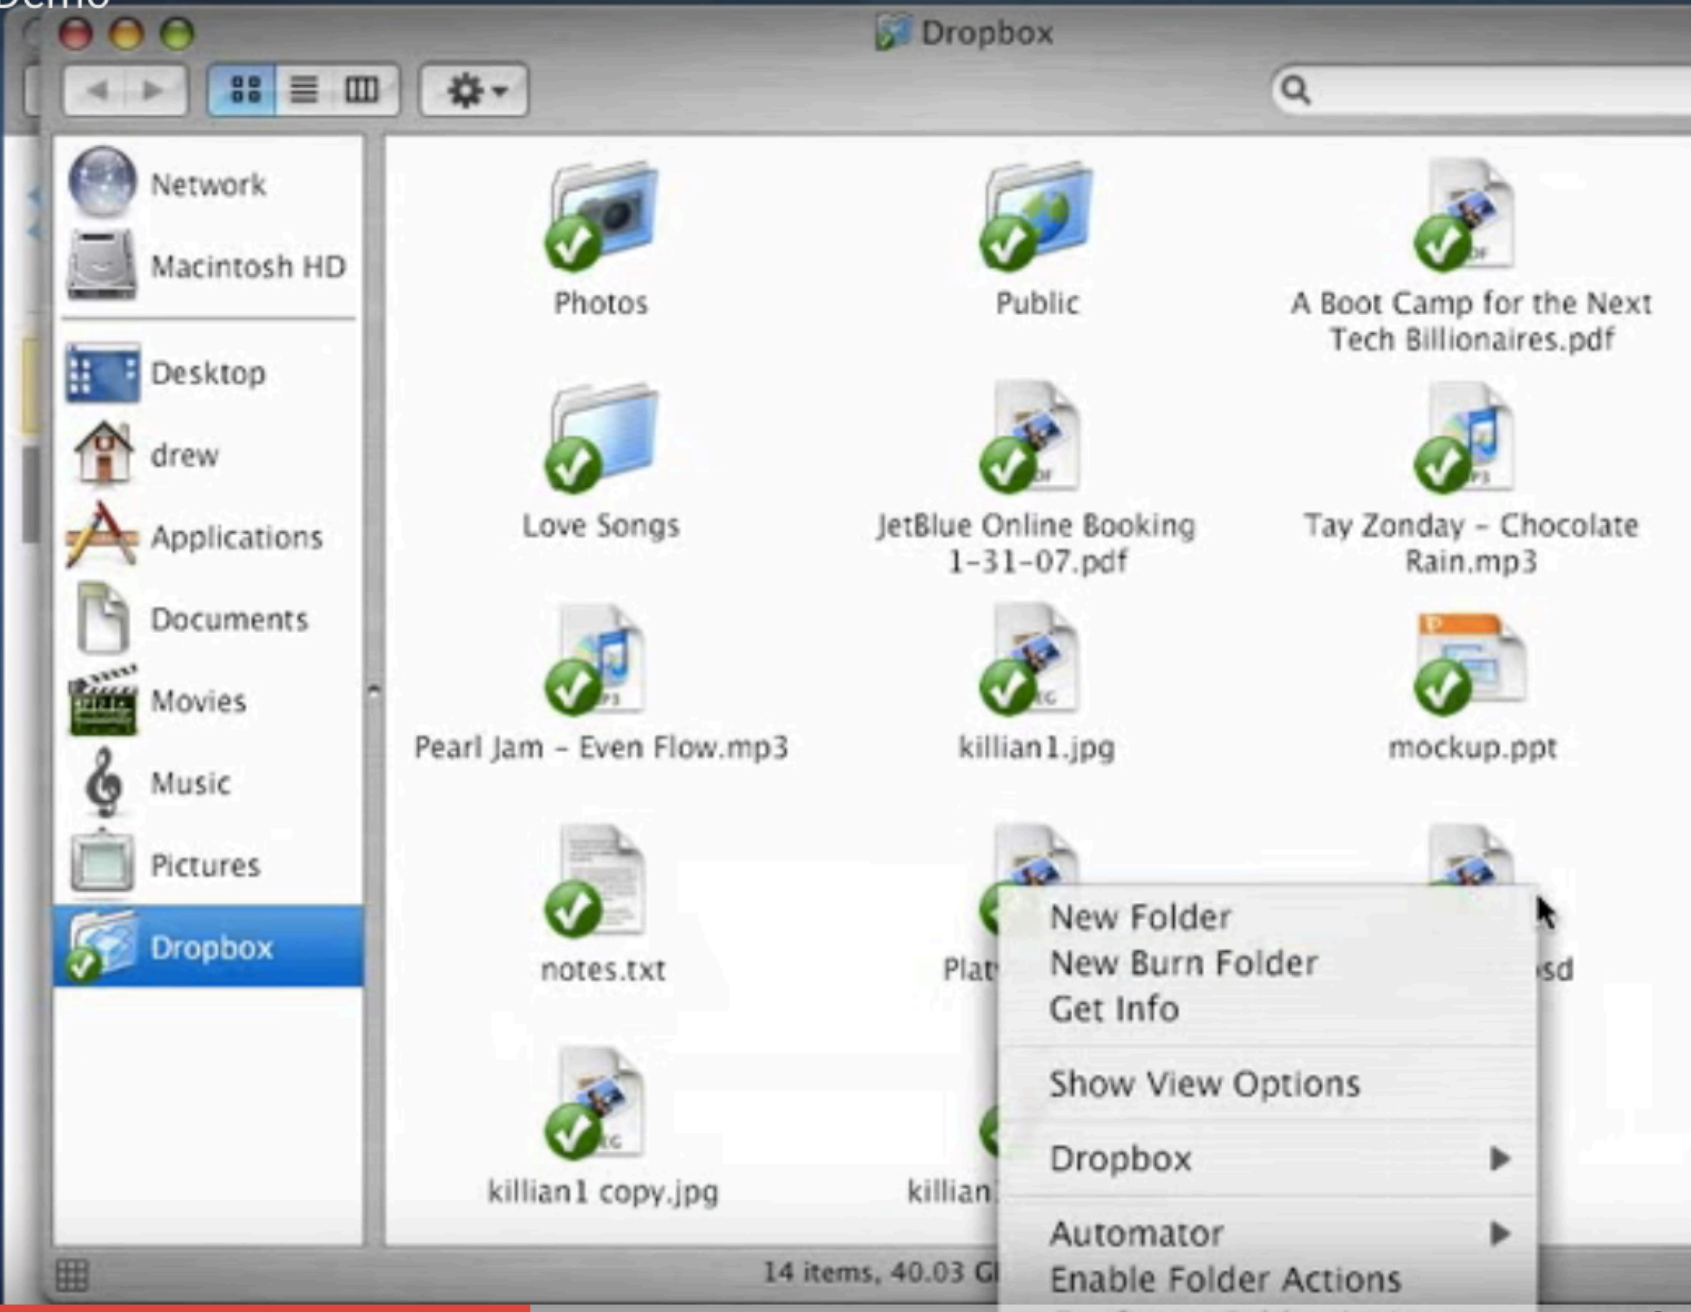 Demo
Dropbox
Network
Macintosh HD
Desktop
drew
Applications
Documents
Movies
Music
Pictures
Dropbox
Photos
Public
A Boot Camp for the Next
Tech Billionaires.pdf
Love Songs
JetBlue Online Booking
1-31-07.pdf
Tay Zonday - Chocolate
Rain.mp3
Pearl Jam - Even Flow.mp3
killian1.jpg
mockup.ppt
notes.txt
killian1 copy.jpg
killian
14 items, 40.03 G
New Folder
New Burn Folder
Get Info
Show View Options
Dropbox
Automator
Enable Folder Actions